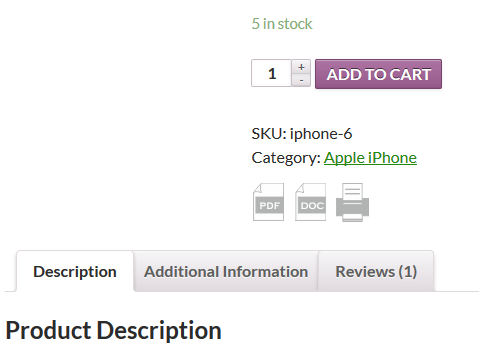 5 in stock
1 + ADD TO CART
-
SKU: iphone-6
Category: Apple iPhone
PDF DOC
Description Additional Information Reviews (1)
Product Description